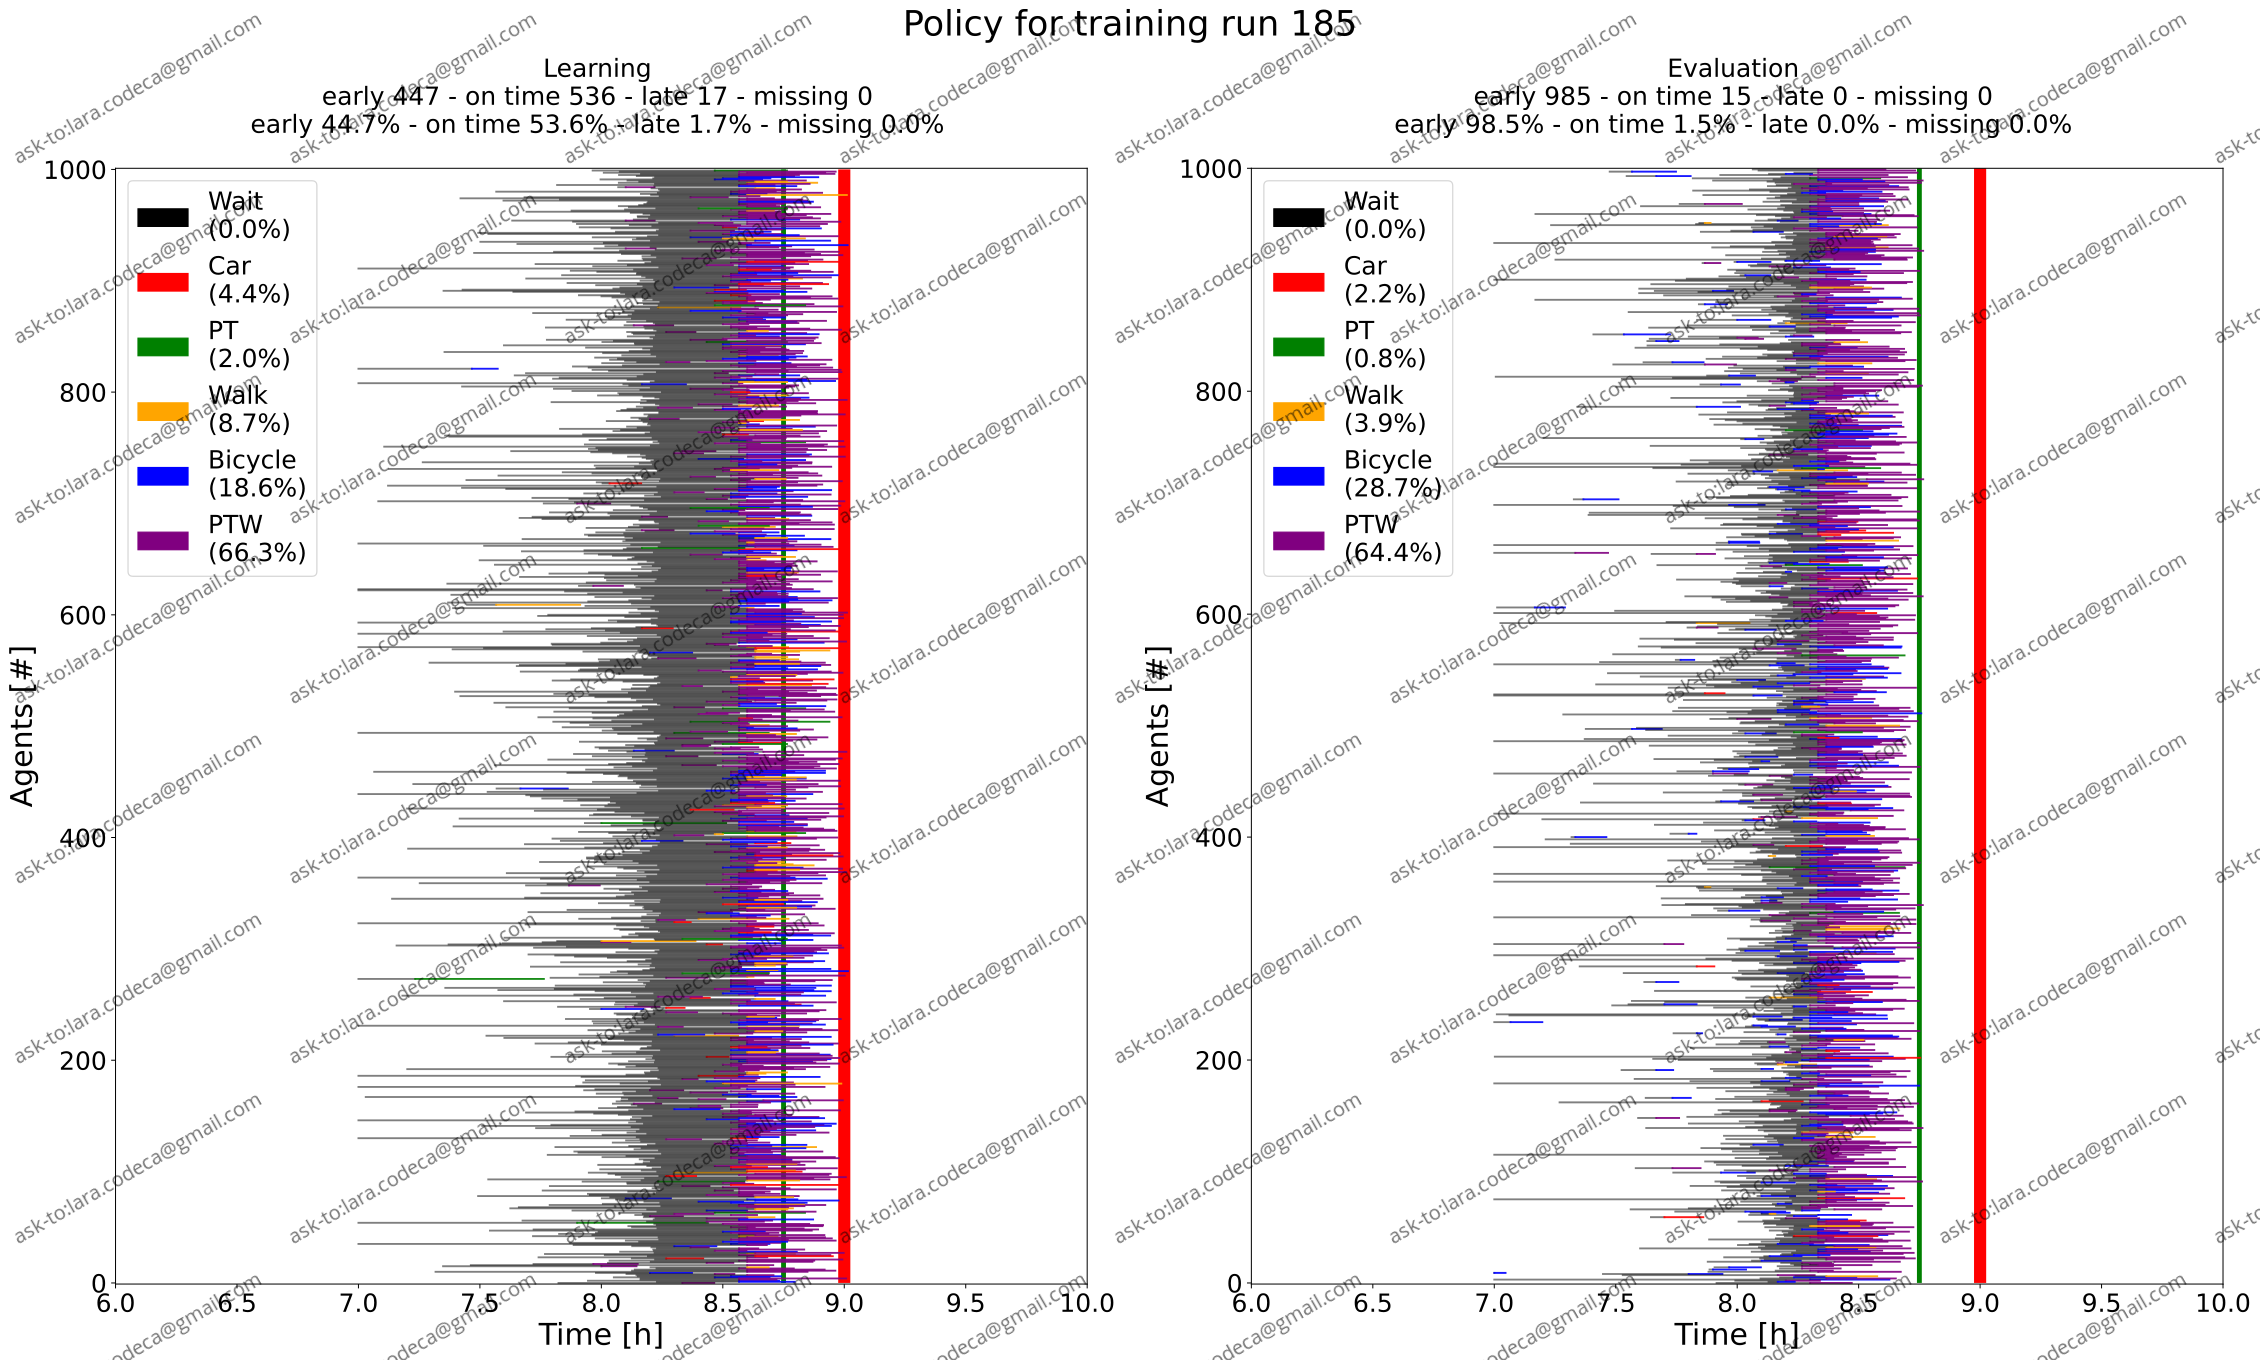 Policy for training run 185
Learning
early 447 - on time 536 - late 17 - missing 0
early 44.7% - on time 53.6% - late 1.7% - missing 0.0%
Wait
(0.0%)
Car
(4.4%)
PT
(2.0%)
Walk
(8.7%)
Bicycle
(18.6%)
PTW
(66.3%)
Agents [#]
1000
800
600
400
200
0
6.0 6.5 7.0 7.5 8.0 8.5 9.0 9.5 10.0
Time [h]
Evaluation
early 985 - on time 15 - late 0 - missing 0
early 98.5% - on time 1.5% - late 0.0% - missing 0.0%
Wait
(0.0%)
Car
(2.2%)
PT
(0.8%)
Walk
(3.9%)
Bicycle
(28.7%)
PTW
(64.4%)
Agents [#]
1000
800
600
400
200
0
6.0 6.5 7.0 7.5 8.0 8.5 9.0 9.5 10.0
Time [h]
ask-to:lara.codeca@gmail.com